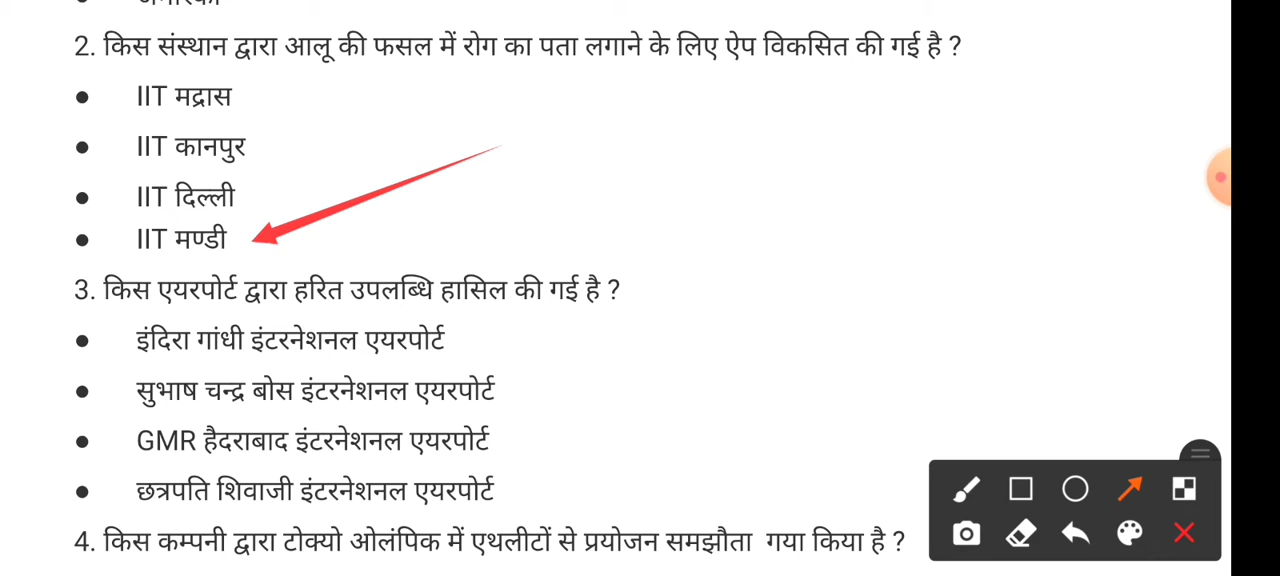 2. किस संस्थान द्वारा आलू की फसल में रोग का पता लगाने के लिए ऐप विकसित की गई है ?
● IIT मद्रास
● IIT कानपुर
● IIT दिल्ली
● IIT मण्डी
3. किस एयरपोर्ट द्वारा हरित उपलब्धि हासिल की गई है ?
● इंदिरा गांधी इंटरनेशनल एयरपोर्ट
● सुभाष चन्द्र बोस इंटरनेशनल एयरपोर्ट
● GMR हैदराबाद इंटरनेशनल एयरपोर्ट
● छत्रपति शिवाजी इंटरनेशनल एयरपोर्ट
4. किस कम्पनी द्वारा टोक्यो ओलंपिक में एथलीटों से प्रयोजन समझौता गया किया है ?